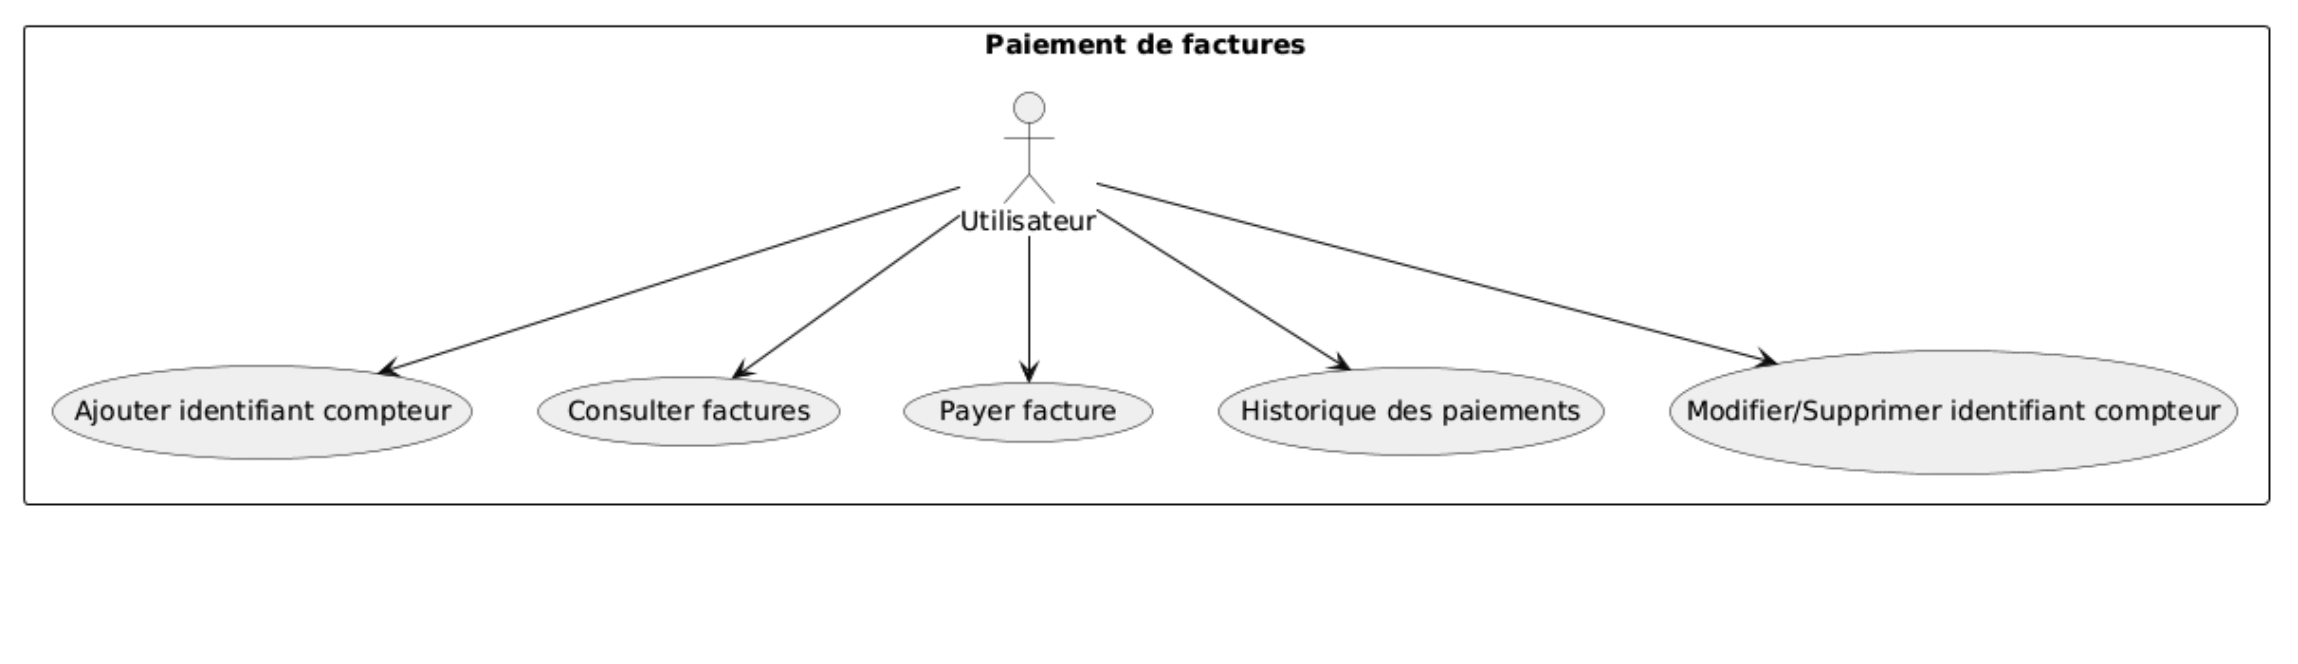 Paiement de factures
Utilisateur
Ajouter identifiant compteur
Consulter factures
Payer facture
Historique des paiements
Modifier/Supprimer identifiant compteur